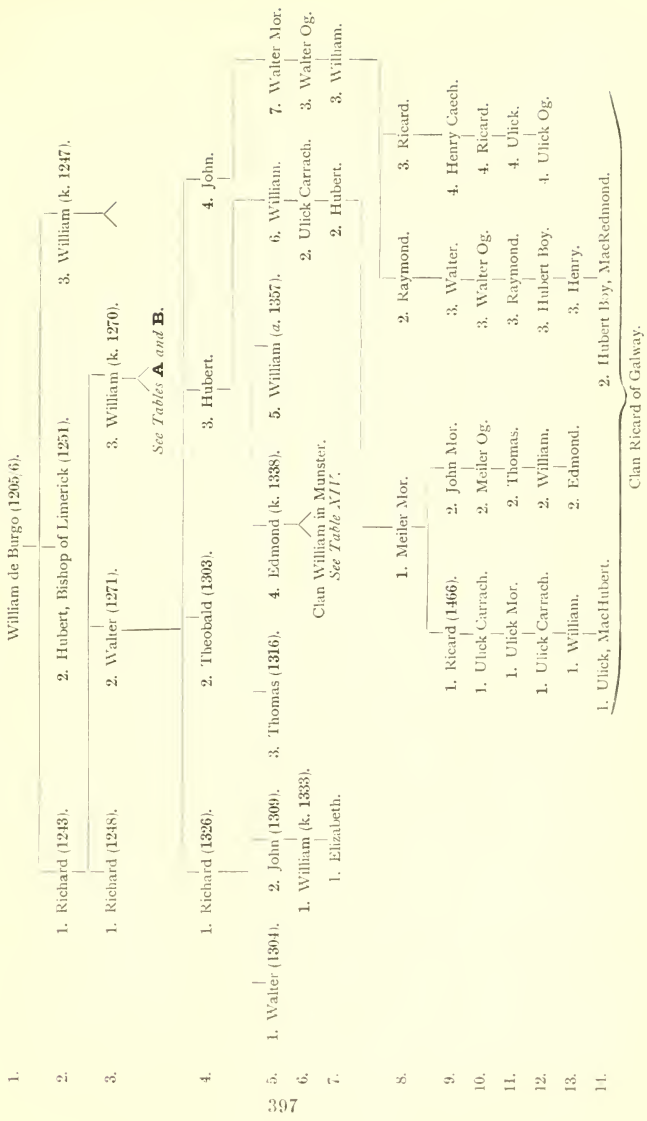 1. William de Burgo (1205/6).
2. 1. Richard (1243). 2. Hubert, Bishop of Limerick (1251). 3. William (k. 1247).
3. 1. Richard (1248). 2. Walter (1271). 3. William (k. 1270).
See Tables A and B.
4. 1. Richard (1326). 2. Theobald (1303). 3. Hubert. 4. John.
5. 1. Walter (1304). 2. John (1309). 3. Thomas (1316). 4. Edmond (k. 1338). 5. William (a. 1357). 6. William. 7. Walter Mor.
6. 1. William (k. 1333). Clan William in Munster. 2. Ulick Carrach. 3. Walter Og.
See Table XIV.
7. 1. Elizabeth. 2. Hubert. 3. William.
8. 1. Meiler Mor. 2. Raymond. 3. Ricard.
9. 1. Ricard (1466). 2. John Mor. 3. Walter. 4. Henry Caech.
10. 1. Ulick Carrach. 2. Meiler Og. 3. Walter Og. 4. Ricard.
11. 1. Ulick Mor. 2. Thomas. 3. Raymond. 4. Ulick.
12. 1. Ulick Carrach. 2. William. 3. Hubert Boy. 4. Ulick Og.
13. 1. William. 2. Edmond. 3. Henry.
14. 1. Ulick, MacHubert. 2. Hubert Boy, MacRedmond.
Clan Ricard of Galway.
397